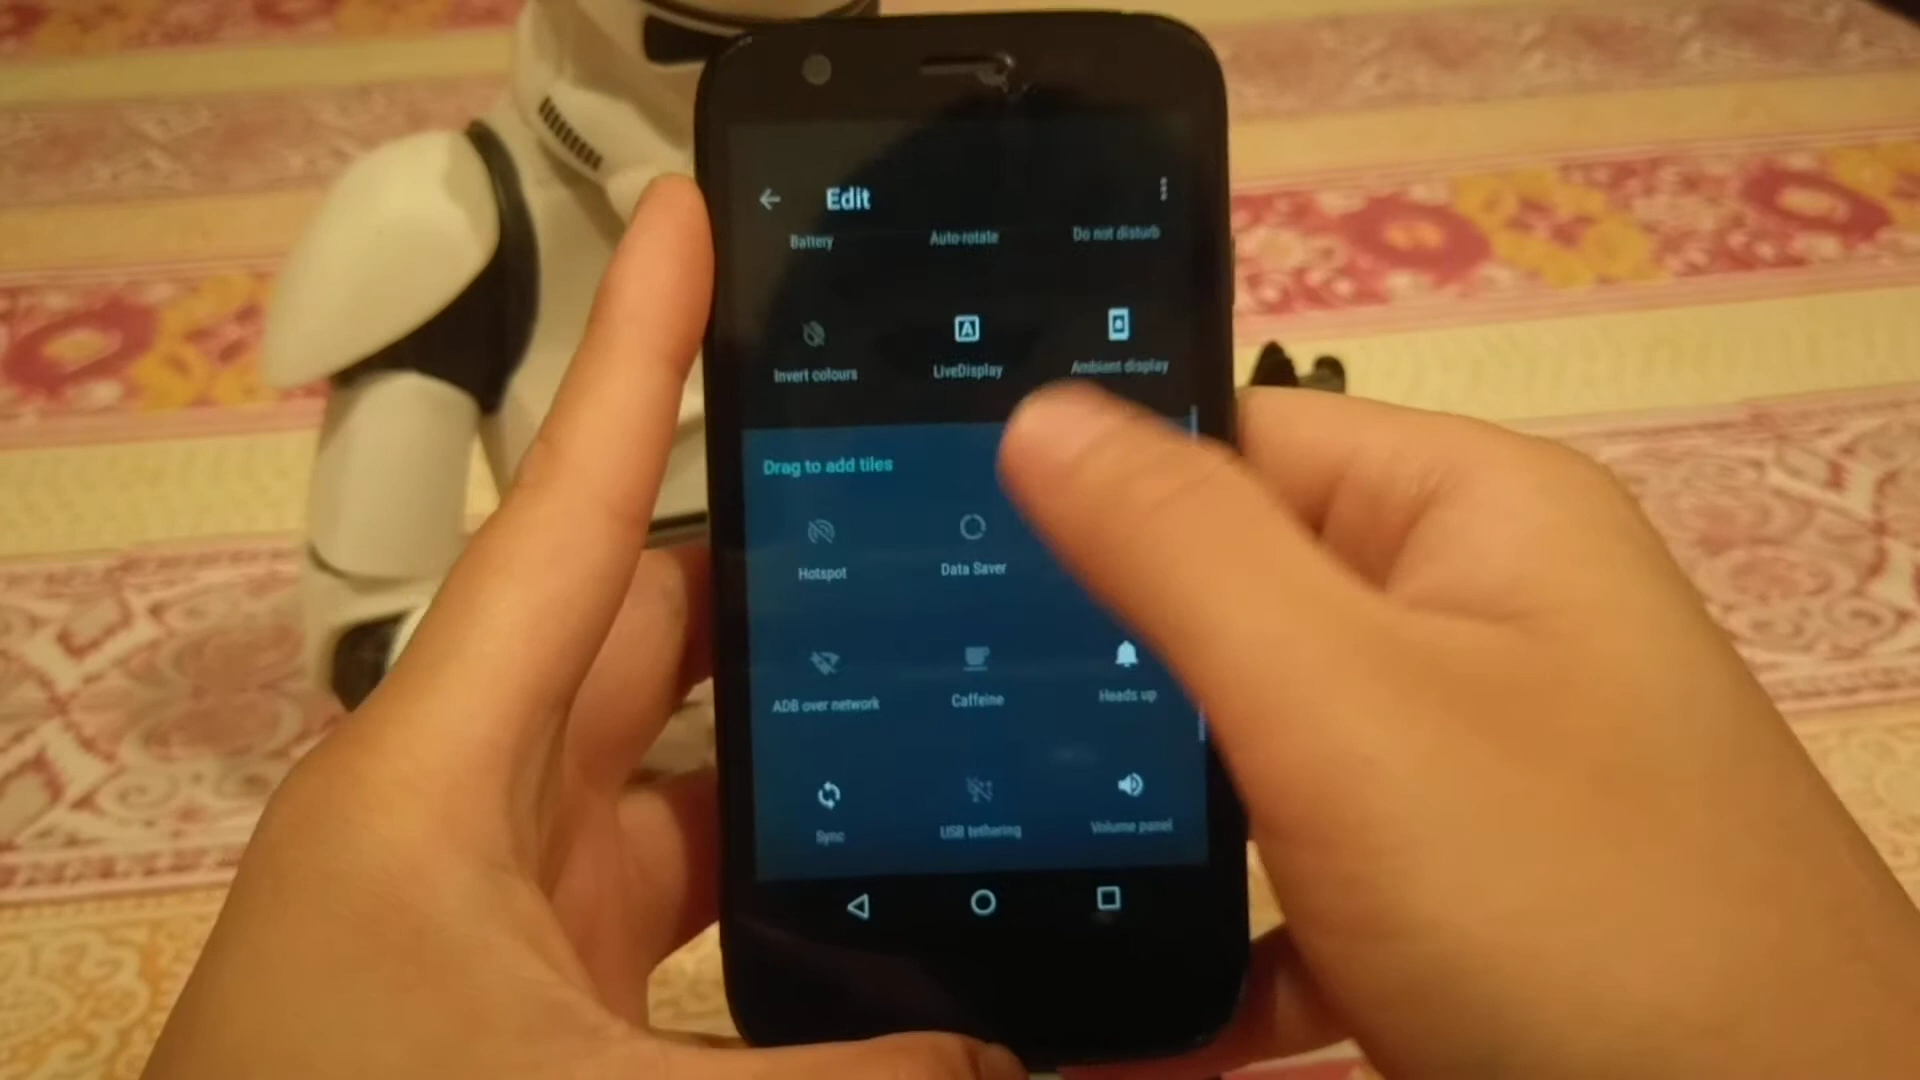 Edit
Battery Auto-rotate Do not disturb
Invert colours LiveDisplay Ambient display
Drag to add tiles
Hotspot Data Saver
ADB over network Caffeine Heads up
Sync USB tethering Volume panel